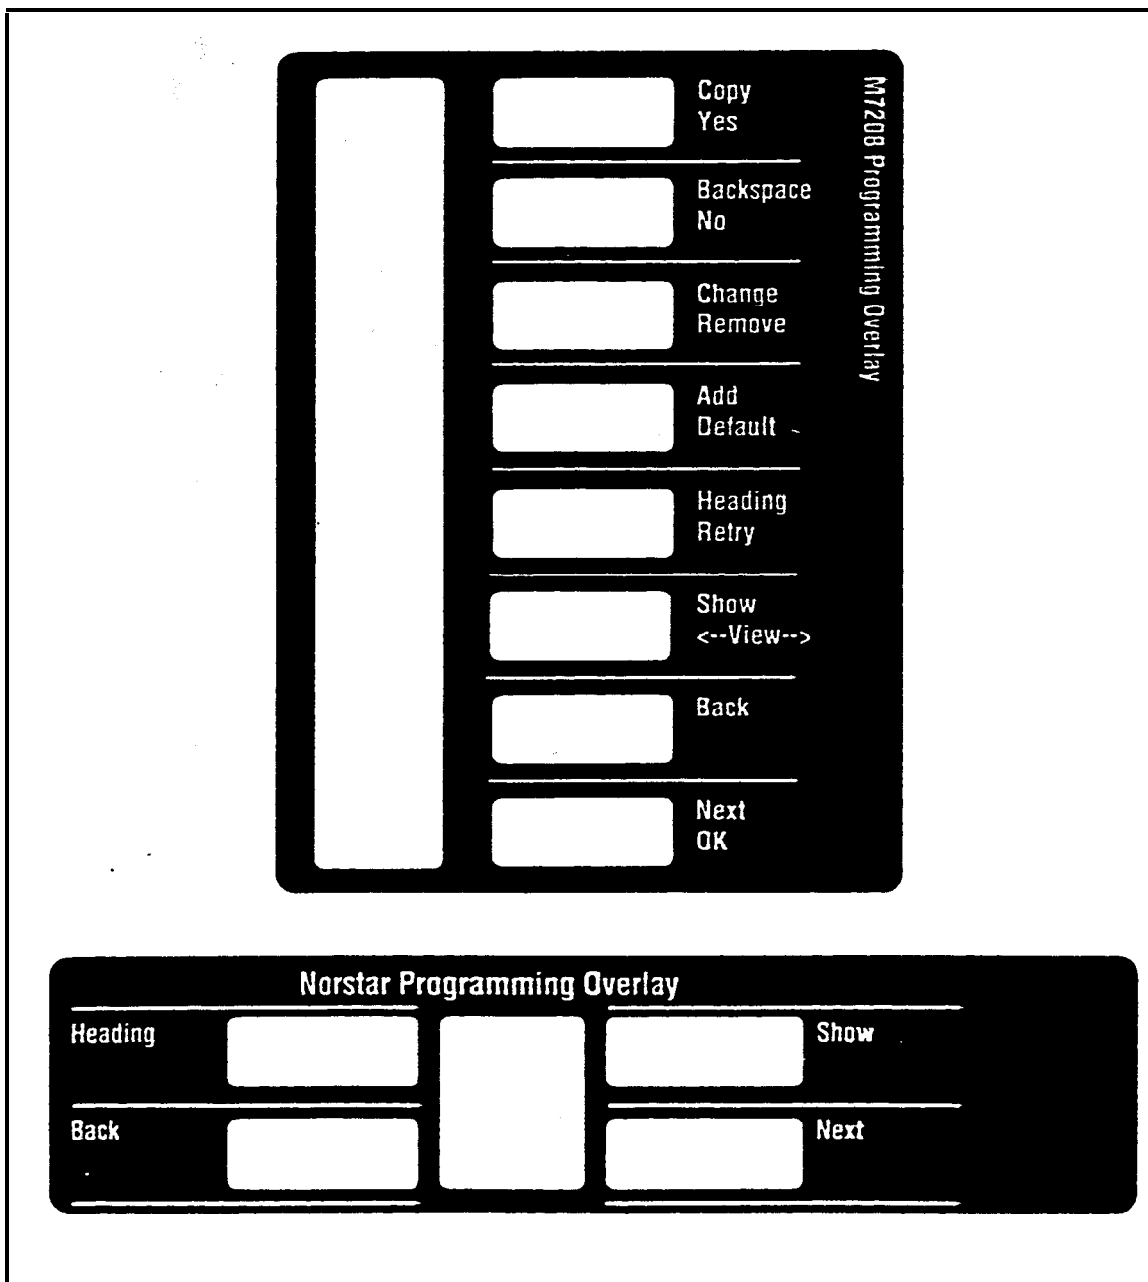 Copy
Yes
Backspace
No
Change
Remove
Add
Default
Heading
Retry
Show
<--View-->
Back
Next
OK
M7208 Programming Overlay
Norstar Programming Overlay
Heading
Show
Back
Next